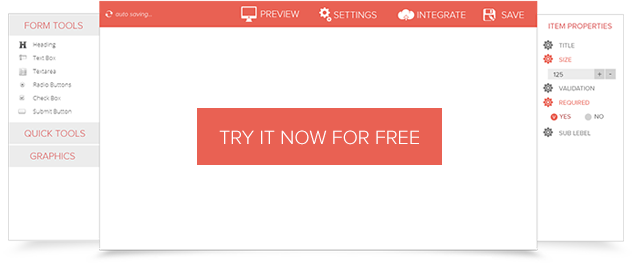 FORM TOOLS
Heading
Text Box
Textarea
Radio Buttons
Check Box
Submit Button
QUICK TOOLS
GRAPHICS
auto saving...
PREVIEW
SETTINGS
INTEGRATE
SAVE
TRY IT NOW FOR FREE
ITEM PROPERTIES
TITLE
SIZE
125 + -
VALIDATION
REQUIRED
YES NO
SUB LEBEL